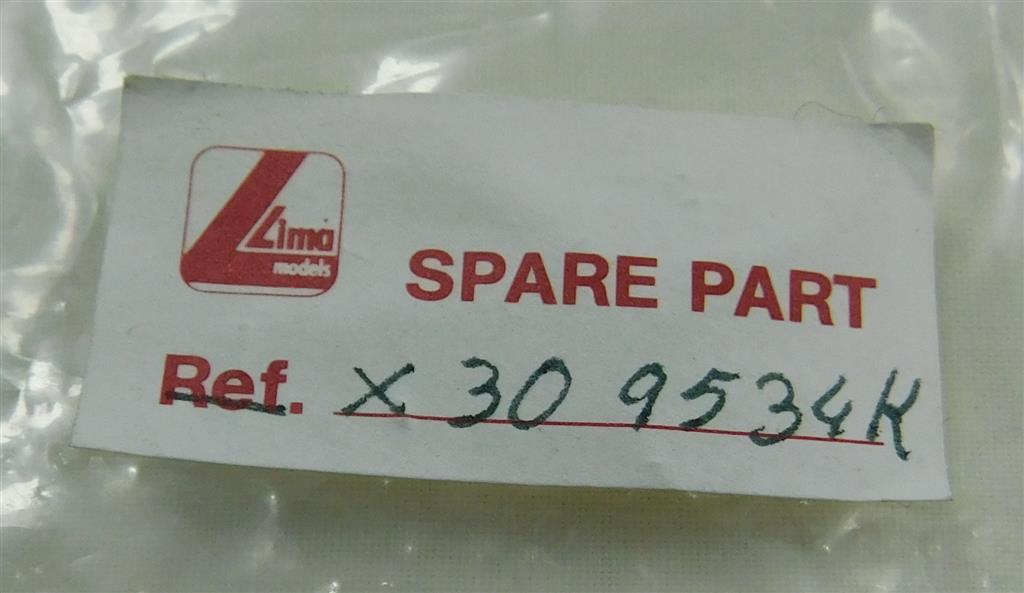 Lima
models
SPARE PART
Ref. X 30 9534K